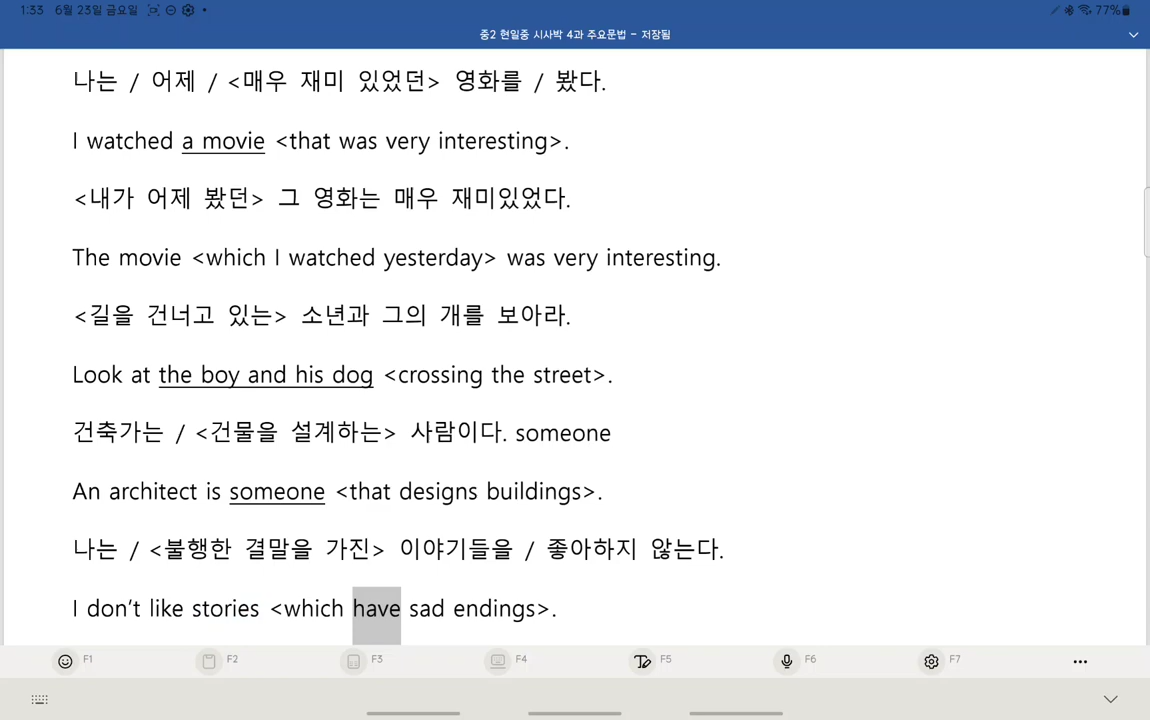 1:33 6월 23일 금요일 77%
중2 현일중 시사박 4과 주요문법 – 저장됨
나는 / 어제 / <매우 재미 있었던> 영화를 / 봤다.
I watched a movie <that was very interesting>.
<내가 어제 봤던> 그 영화는 매우 재미있었다.
The movie <which I watched yesterday> was very interesting.
<길을 건너고 있는> 소년과 그의 개를 보아라.
Look at the boy and his dog <crossing the street>.
건축가는 / <건물을 설계하는> 사람이다. someone
An architect is someone <that designs buildings>.
나는 / <불행한 결말을 가진> 이야기들을 / 좋아하지 않는다.
I don't like stories <which have sad endings>.
F1 F2 F3 F4 F5 F6 F7